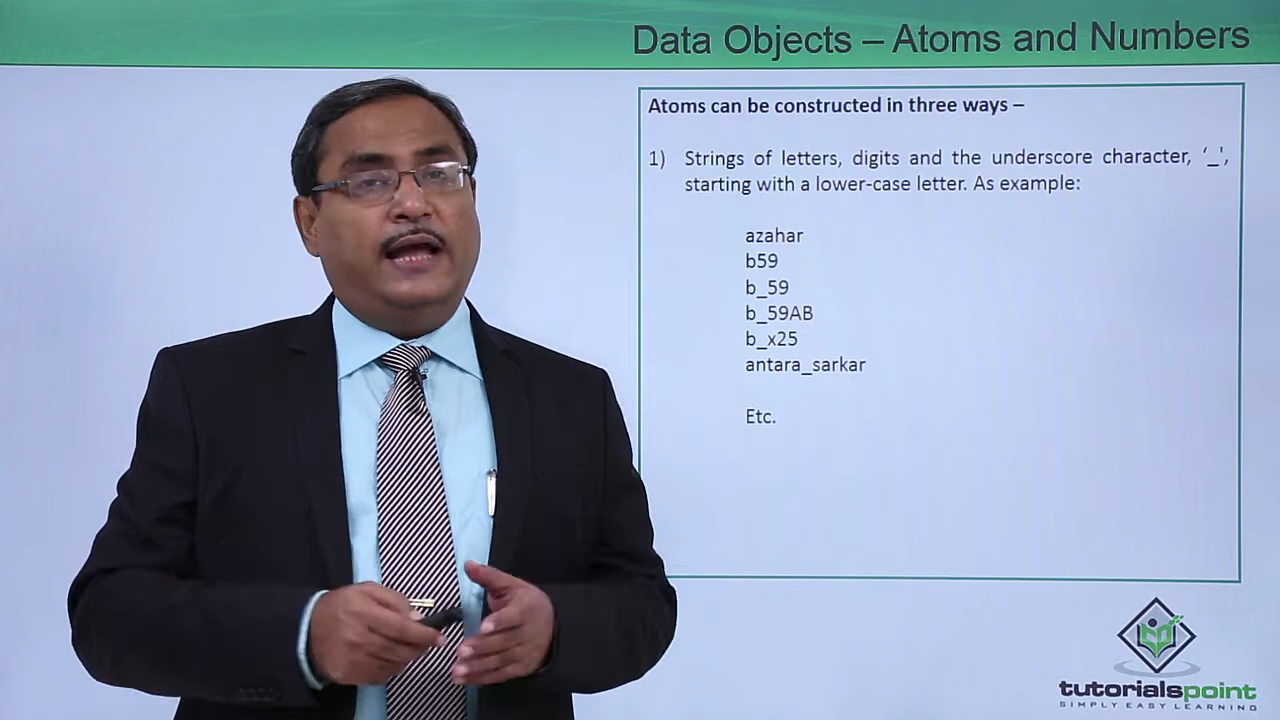 Data Objects – Atoms and Numbers
Atoms can be constructed in three ways –
1) Strings of letters, digits and the underscore character, ‘_',
starting with a lower-case letter. As example:
azahar
b59
b_59
b_59AB
b_x25
antara_sarkar
Etc.
tutorialspoint
SIMPLY EASY LEARNING